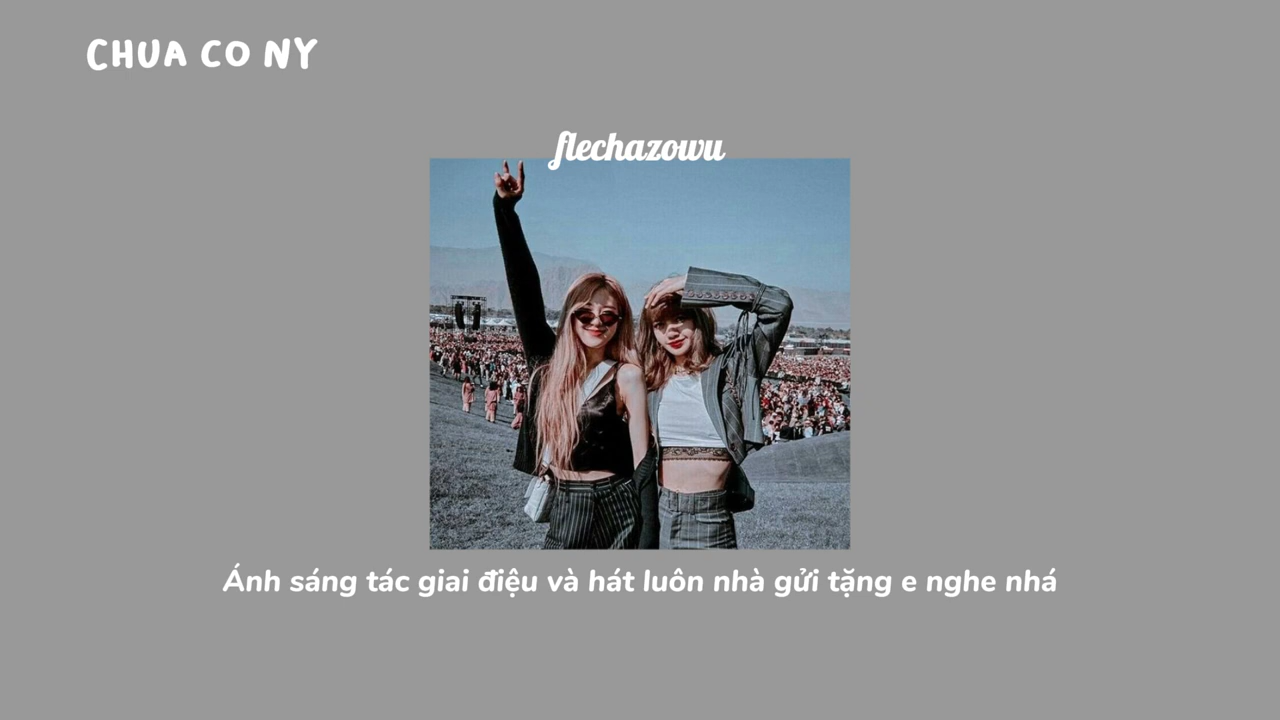 CHUA CO NY
flechazowu
Ánh sáng tác giai điệu và hát luôn nhà gửi tặng e nghe nhá